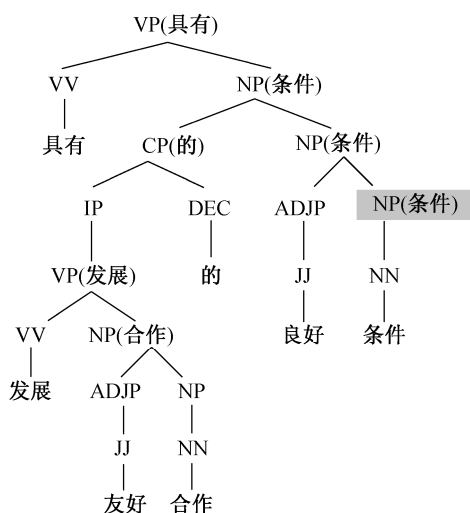 VP(具有)
VV NP(条件)
具有 CP(的) NP(条件)
IP DEC ADJP NP(条件)
VP(发展) 的 JJ NN
VV NP(合作) 良好 条件
发展 ADJP NP
JJ NN
友好 合作